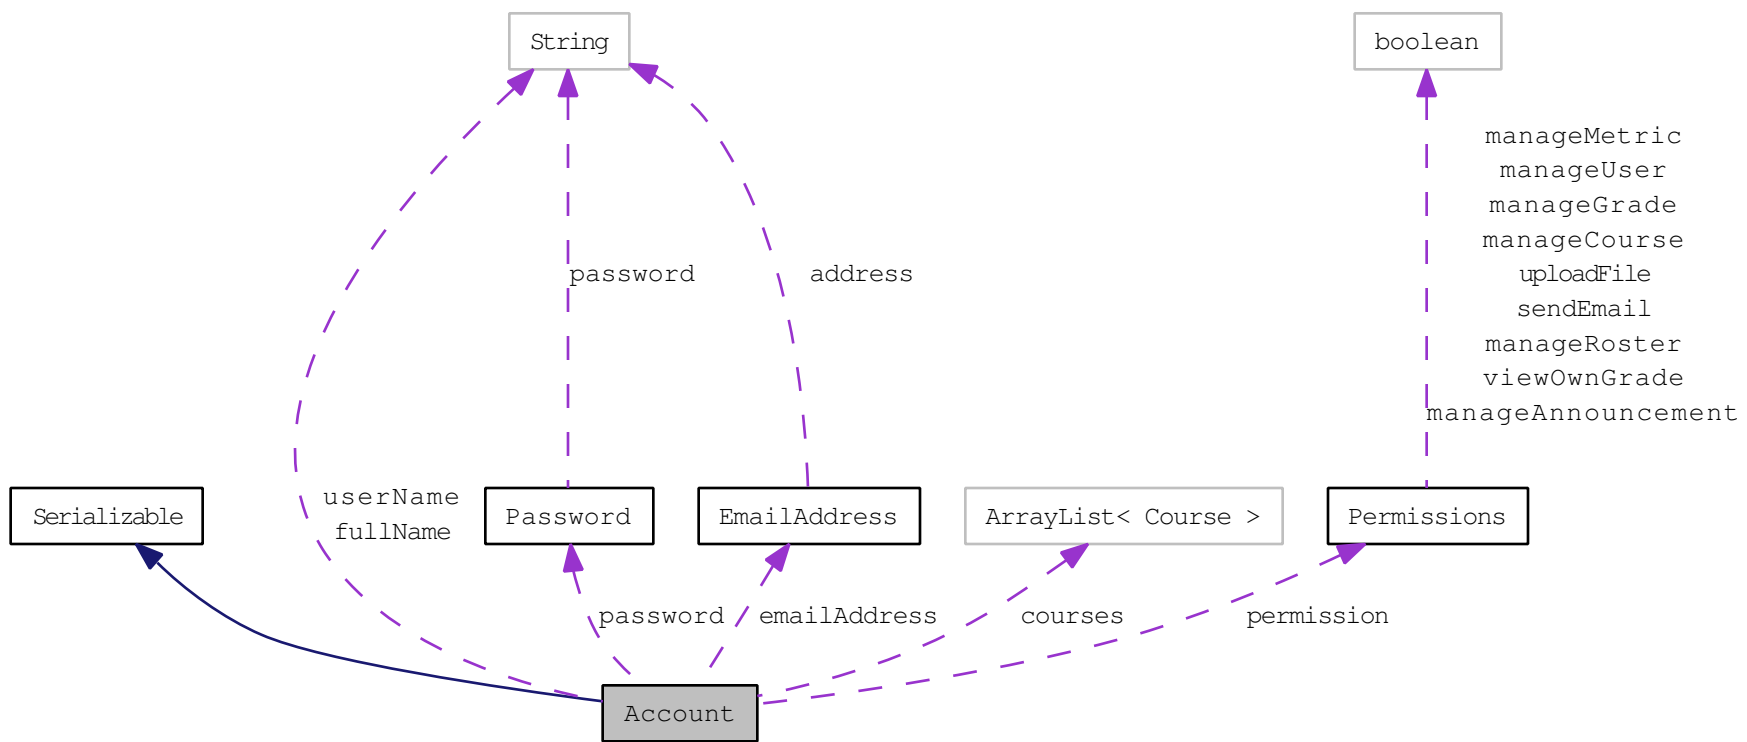 String
boolean
manageMetric
manageUser
manageGrade
manageCourse
uploadFile
sendEmail
manageRoster
viewOwnGrade
manageAnnouncement
password
address
Serializable
userName
fullName
Password
EmailAddress
ArrayList< Course >
Permissions
password
emailAddress
courses
permission
Account